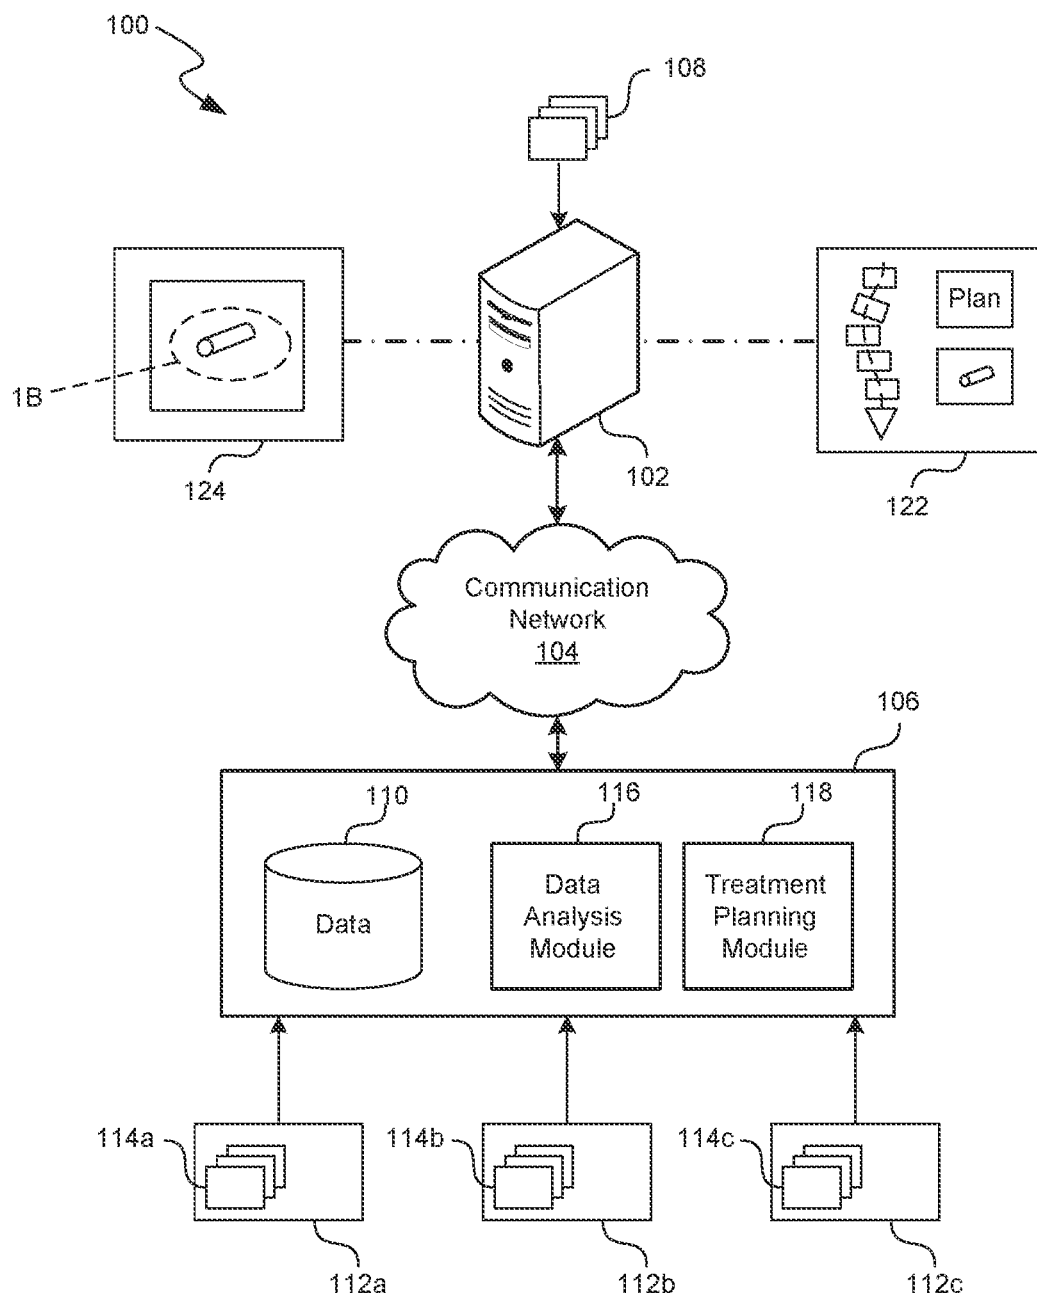 100
108
Plan
1B
124
102
122
Communication
Network
104
106
110
116
118
Data
Data
Analysis
Module
Treatment
Planning
Module
114a
114b
114c
112a
112b
112c